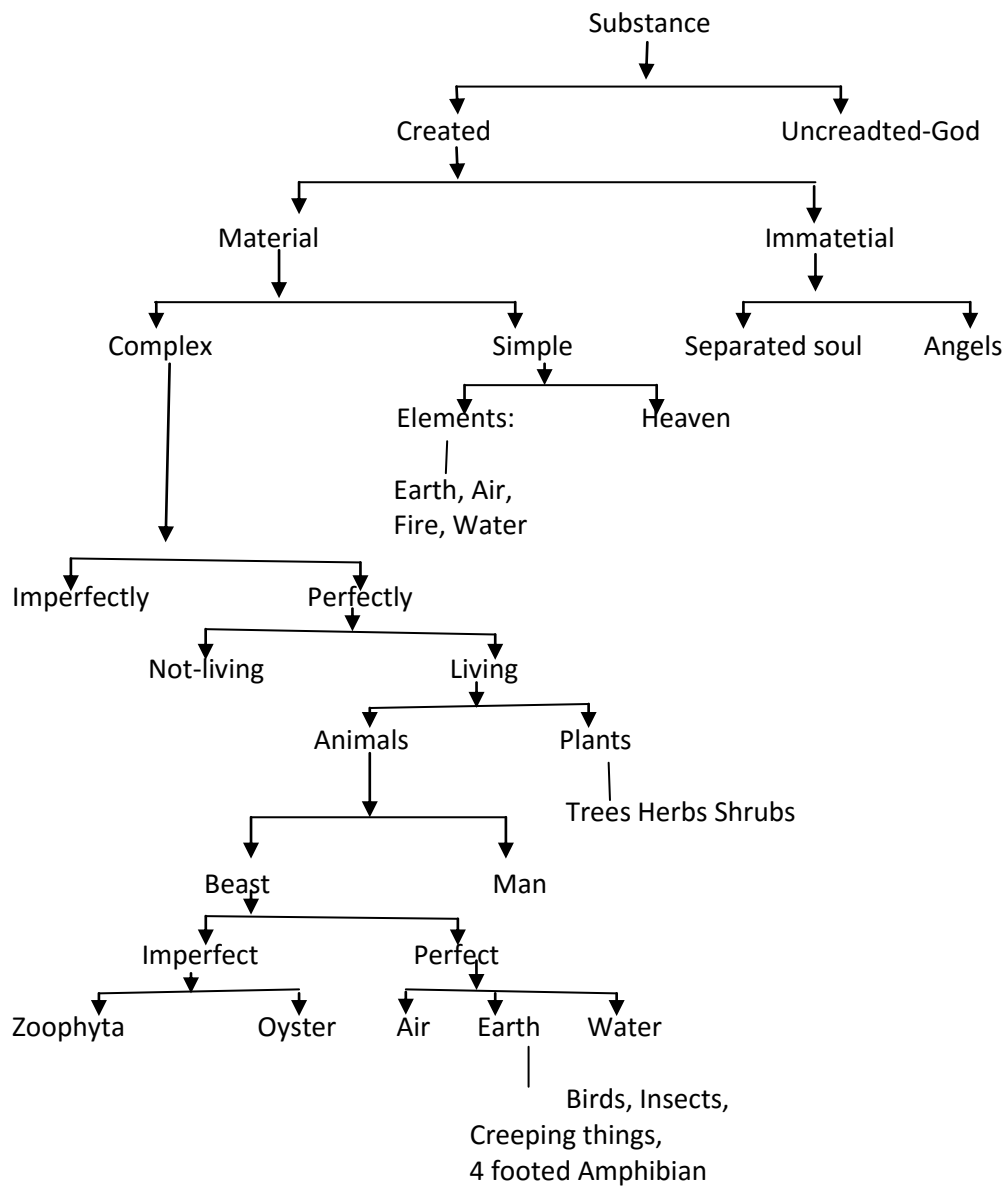 Substance
Created Uncreadted-God
Material Immatetial
Complex Simple Separated soul Angels
Elements: Heaven
Earth, Air,
Fire, Water
Imperfectly Perfectly
Not-living Living
Animals Plants
Trees Herbs Shrubs
Beast Man
Imperfect Perfect
Zoophyta Oyster Air Earth Water
Birds, Insects,
Creeping things,
4 footed Amphibian